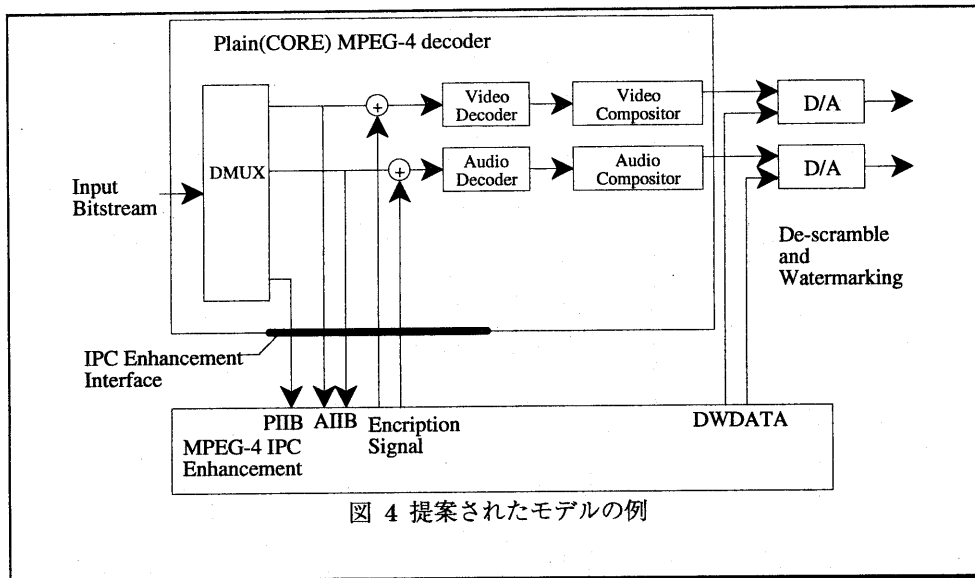 Plain(CORE) MPEG-4 decoder
Video
Decoder
Video
Compositor
D/A
DMUX
+
+
Audio
Decoder
Audio
Compositor
D/A
Input
Bitstream
De-scramble
and
Watermarking
IPC Enhancement
Interface
PIIB
AIIB
Encription
Signal
DWDATA
MPEG-4 IPC
Enhancement
図 4 提案されたモデルの例